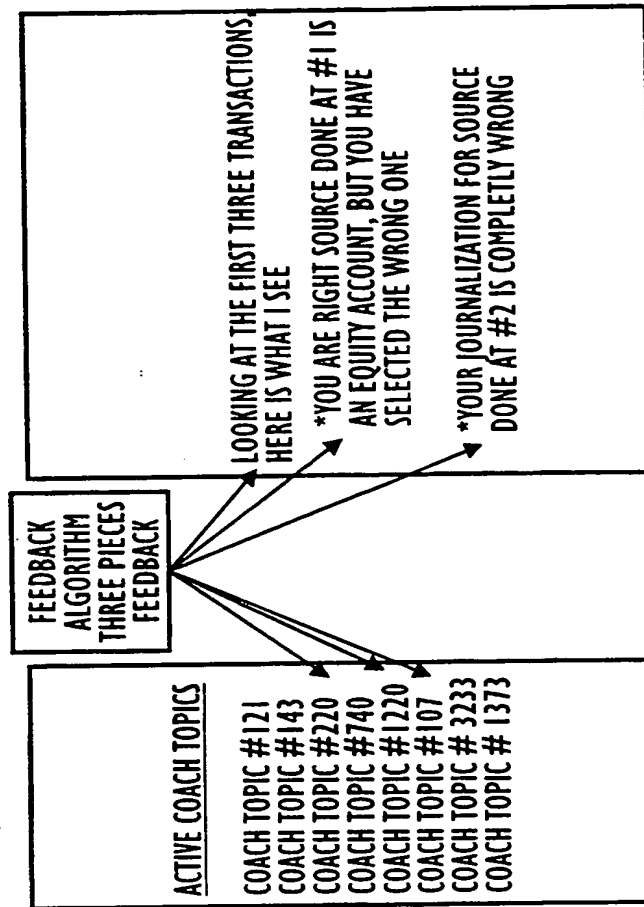 FEEDBACK
ALGORITHM
THREE PIECES
FEEDBACK
ACTIVE COACH TOPICS
COACH TOPIC #121
COACH TOPIC #143
COACH TOPIC #220
COACH TOPIC #740
COACH TOPIC #1220
COACH TOPIC #107
COACH TOPIC # 3233
COACH TOPIC # 1373
LOOKING AT THE FIRST THREE TRANSACTIONS,
HERE IS WHAT I SEE
*YOU ARE RIGHT SOURCE DONE AT #1 IS
AN EQUITY ACCOUNT, BUT YOU HAVE
SELECTED THE WRONG ONE
*YOUR JOURNALIZATION FOR SOURCE
DONE AT #2 IS COMPLETLY WRONG